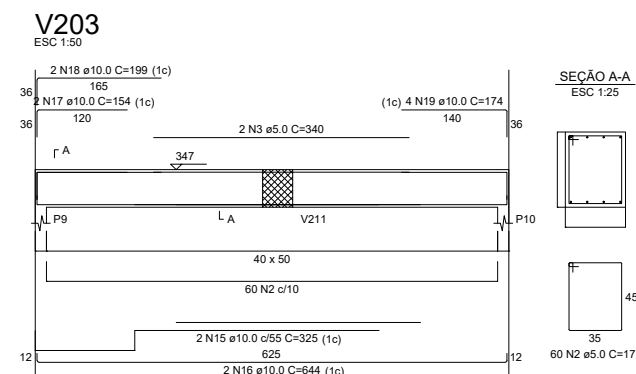 V203
ESC 1:50
2 N18 ø10.0 C=199 (1c)
36
165
2 N17 ø10.0 C=154 (1c)
(1c) 4 N19 ø10.0 C=174
36
120
140
36
2 N3 ø5.0 C=340
A
347
P9
A
V211
P10
40 x 50
60 N2 c/10
2 N15 ø10.0 c/55 C=325 (1c)
12
625
12
2 N16 ø10.0 C=644 (1c)
SEÇÃO A-A
ESC 1:25
45
35
60 N2 ø5.0 C=17